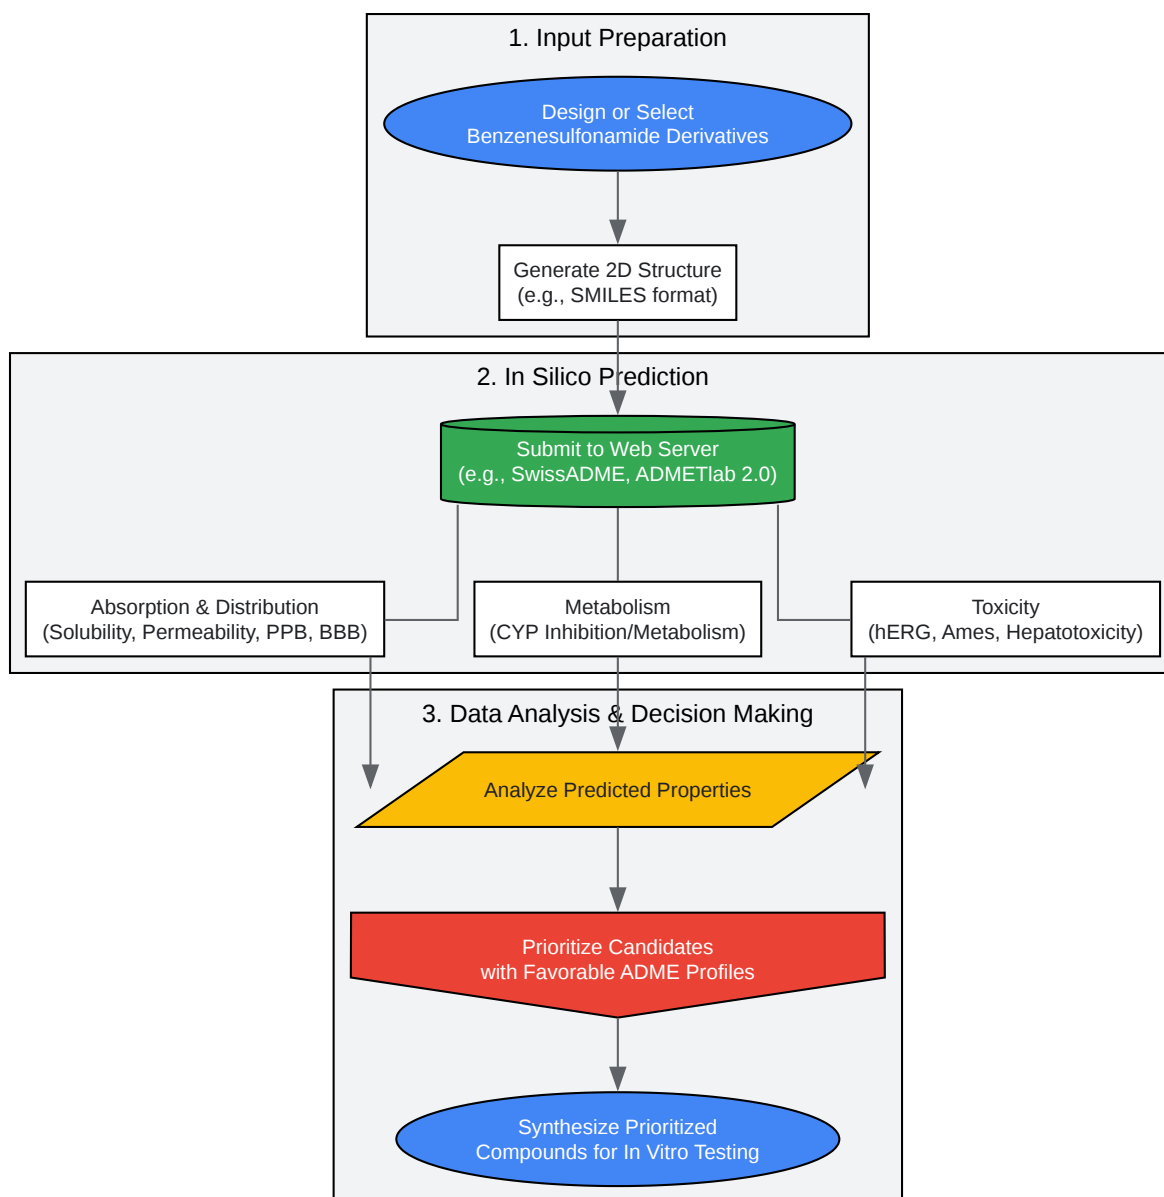 1. Input Preparation
Design or Select
Benzenesulfonamide Derivatives
Generate 2D Structure
(e.g., SMILES format)
2. In Silico Prediction
Submit to Web Server
(e.g., SwissADME, ADMETlab 2.0)
Absorption & Distribution
(Solubility, Permeability, PPB, BBB)
Metabolism
(CYP Inhibition/Metabolism)
Toxicity
(hERG, Ames, Hepatotoxicity)
3. Data Analysis & Decision Making
Analyze Predicted Properties
Prioritize Candidates
with Favorable ADME Profiles
Synthesize Prioritized
Compounds for In Vitro Testing